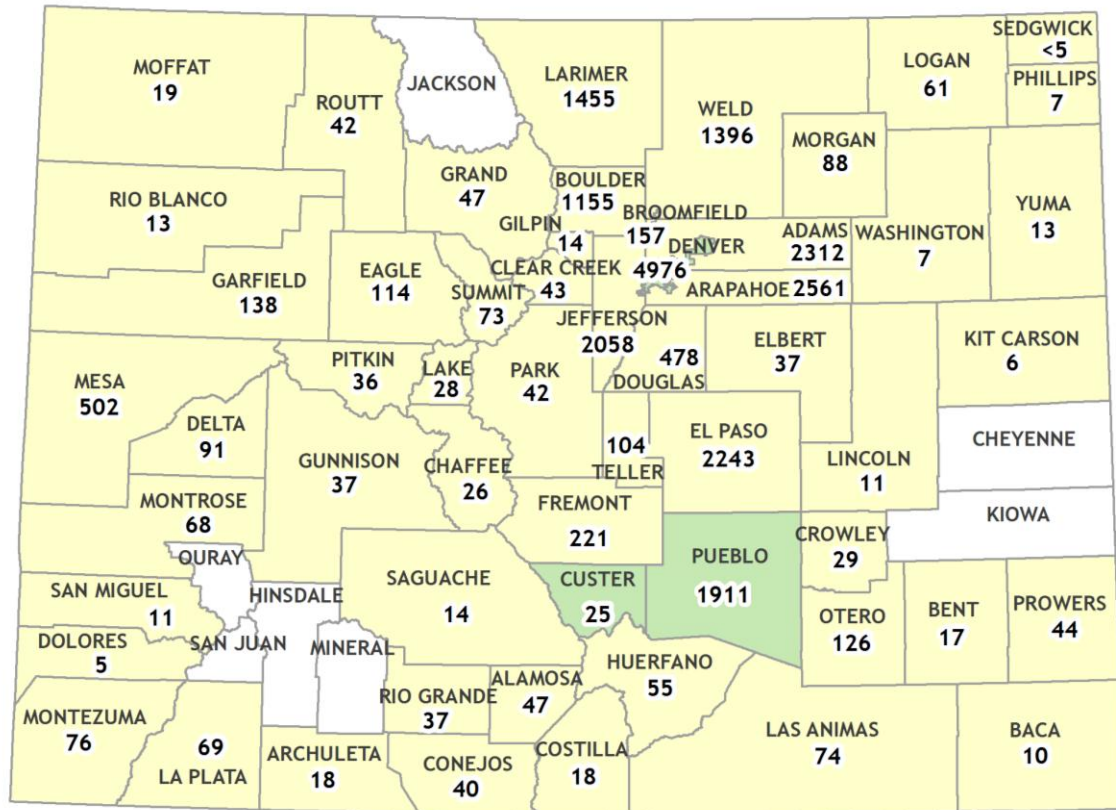 SEDGWICK
<5
MOFFAT
19
ROUTT
42
JACKSON
LARIMER
1455
WELD
1396
LOGAN
61
PHILLIPS
7
MORGAN
88
RIO BLANCO
13
GRAND
47
BOULDER
1155
BROOMFIELD
157
GILPIN
14
DENVER
4976
ADAMS
2312
WASHINGTON
7
YUMA
13
GARFIELD
138
EAGLE
114
SUMMIT
73
CLEAR CREEK
43
ARAPAHOE 2561
JEFFERSON
2058
478
DOUGLAS
ELBERT
37
KIT CARSON
6
MESA
502
PITKIN
36
LAKE
28
PARK
42
DELTA
91
GUNNISON
37
CHAFFEE
26
104
TELLER
EL PASO
2243
LINCOLN
11
CHEYENNE
MONTROSE
68
FREMONT
221
KIOWA
OURAY
HINSDALE
SAGUACHE
14
CUSTER
25
PUEBLO
1911
CROWLEY
29
SAN MIGUEL
11
OTERO
126
BENT
17
PROWERS
44
DOLORES
5
SAN JUAN
MINERAL
RIO GRANDE
37
ALAMOSA
47
HUERFANO
55
MONTEZUMA
76
69
LA PLATA
ARCHULETA
18
CONEJOS
40
COSTILLA
18
LAS ANIMAS
74
BACA
10